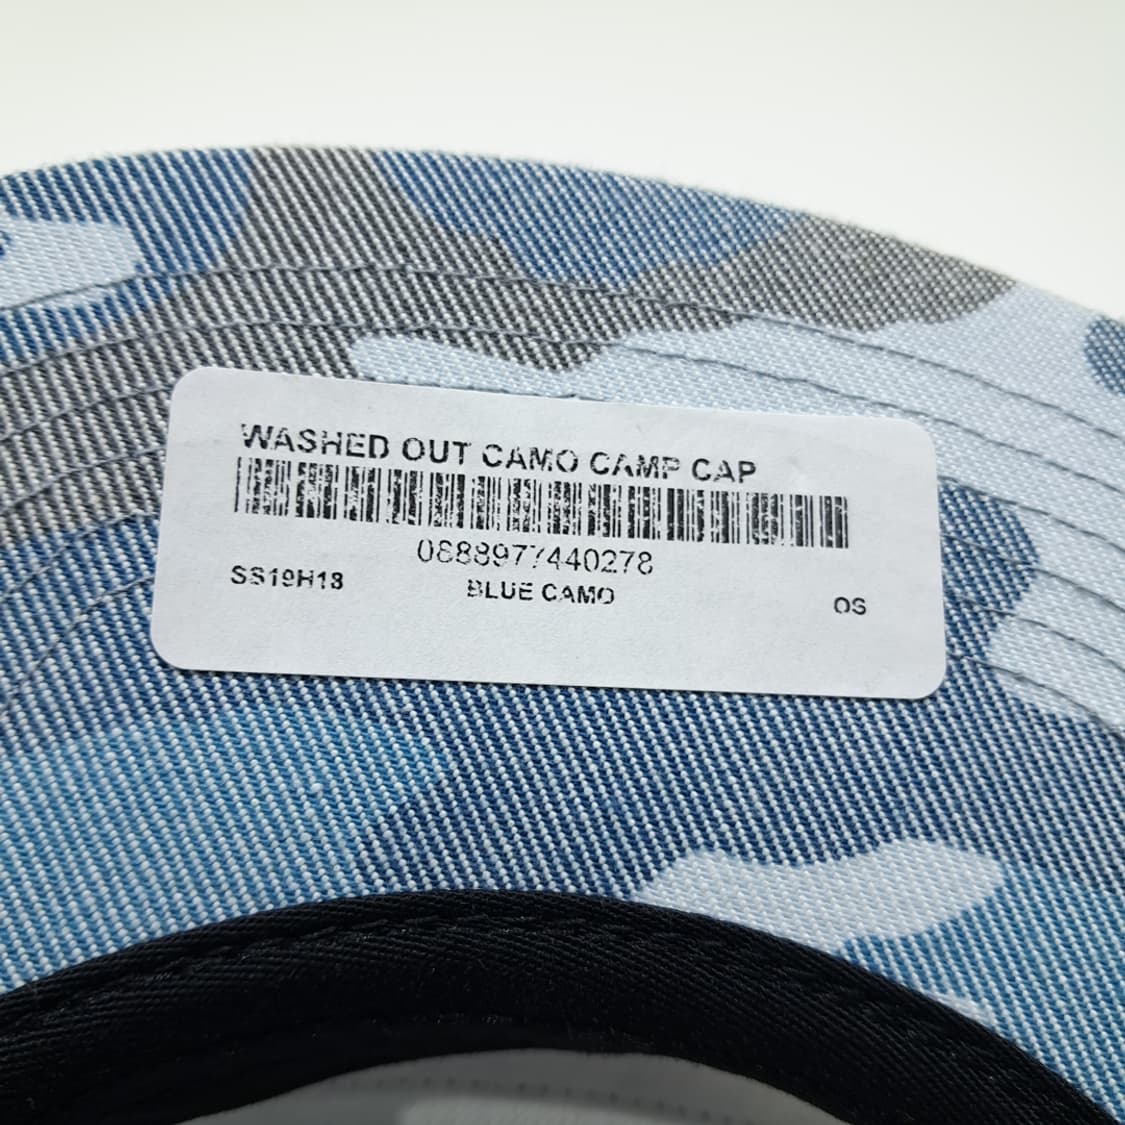 WASHED OUT CAMO CAMP CAP
0888977440278
SS19H18 BLUE CAMO OS